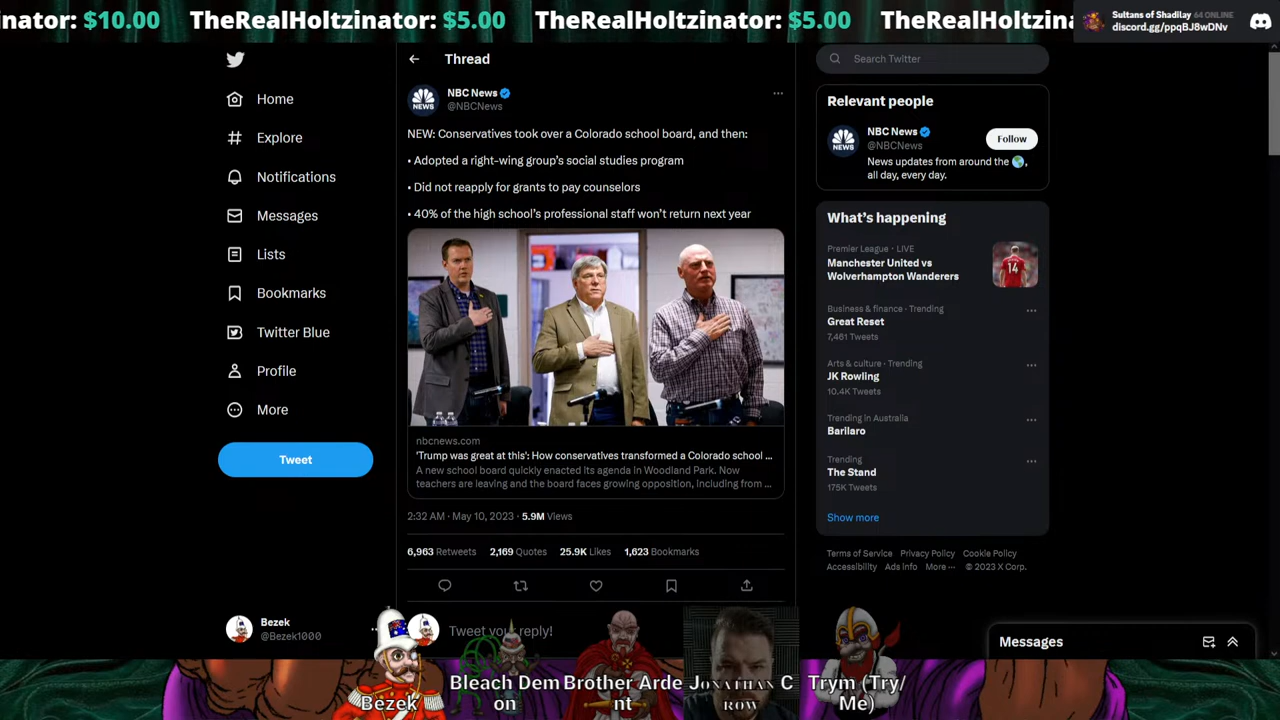 inator: $10.00 TheRealHoltzinator: $5.00 TheRealHoltzinator: $5.00 TheRealHoltzina
Sultans of Shadilay 64 ONLINE
discord.gg/ppqBJ8wDNv
Home
Explore
Notifications
Messages
Lists
Bookmarks
Twitter Blue
Profile
More
Tweet
Bezek
@Bezek1000
Thread
NBC News
@NBCNews
NEW: Conservatives took over a Colorado school board, and then:
• Adopted a right-wing group's social studies program
• Did not reapply for grants to pay counselors
• 40% of the high school's professional staff won't return next year
nbcnews.com
'Trump was great at this': How conservatives transformed a Colorado school ...
A new school board quickly enacted its agenda in Woodland Park. Now
teachers are leaving and the board faces growing opposition, including from ...
2:32 AM · May 10, 2023 · 5.9M Views
6,963 Retweets 2,169 Quotes 25.9K Likes 1,623 Bookmarks
Tweet your reply!
Search Twitter
Relevant people
NEWS
NBC News
@NBCNews
Follow
News updates from around the 🌎,
all day, every day.
What's happening
Premier League · LIVE
Manchester United vs
Wolverhampton Wanderers
14
Business & finance · Trending
Great Reset
7,461 Tweets
Arts & culture · Trending
JK Rowling
10.4K Tweets
Trending in Australia
Barilaro
Trending
The Stand
175K Tweets
Show more
Terms of Service Privacy Policy Cookie Policy
Accessibility Ads info More ··· © 2023 X Corp.
Messages
Bezek
Bleach Dem
on
Brother Arde
nt
JONATHAN C
ROW
Trym (Try/
Me)